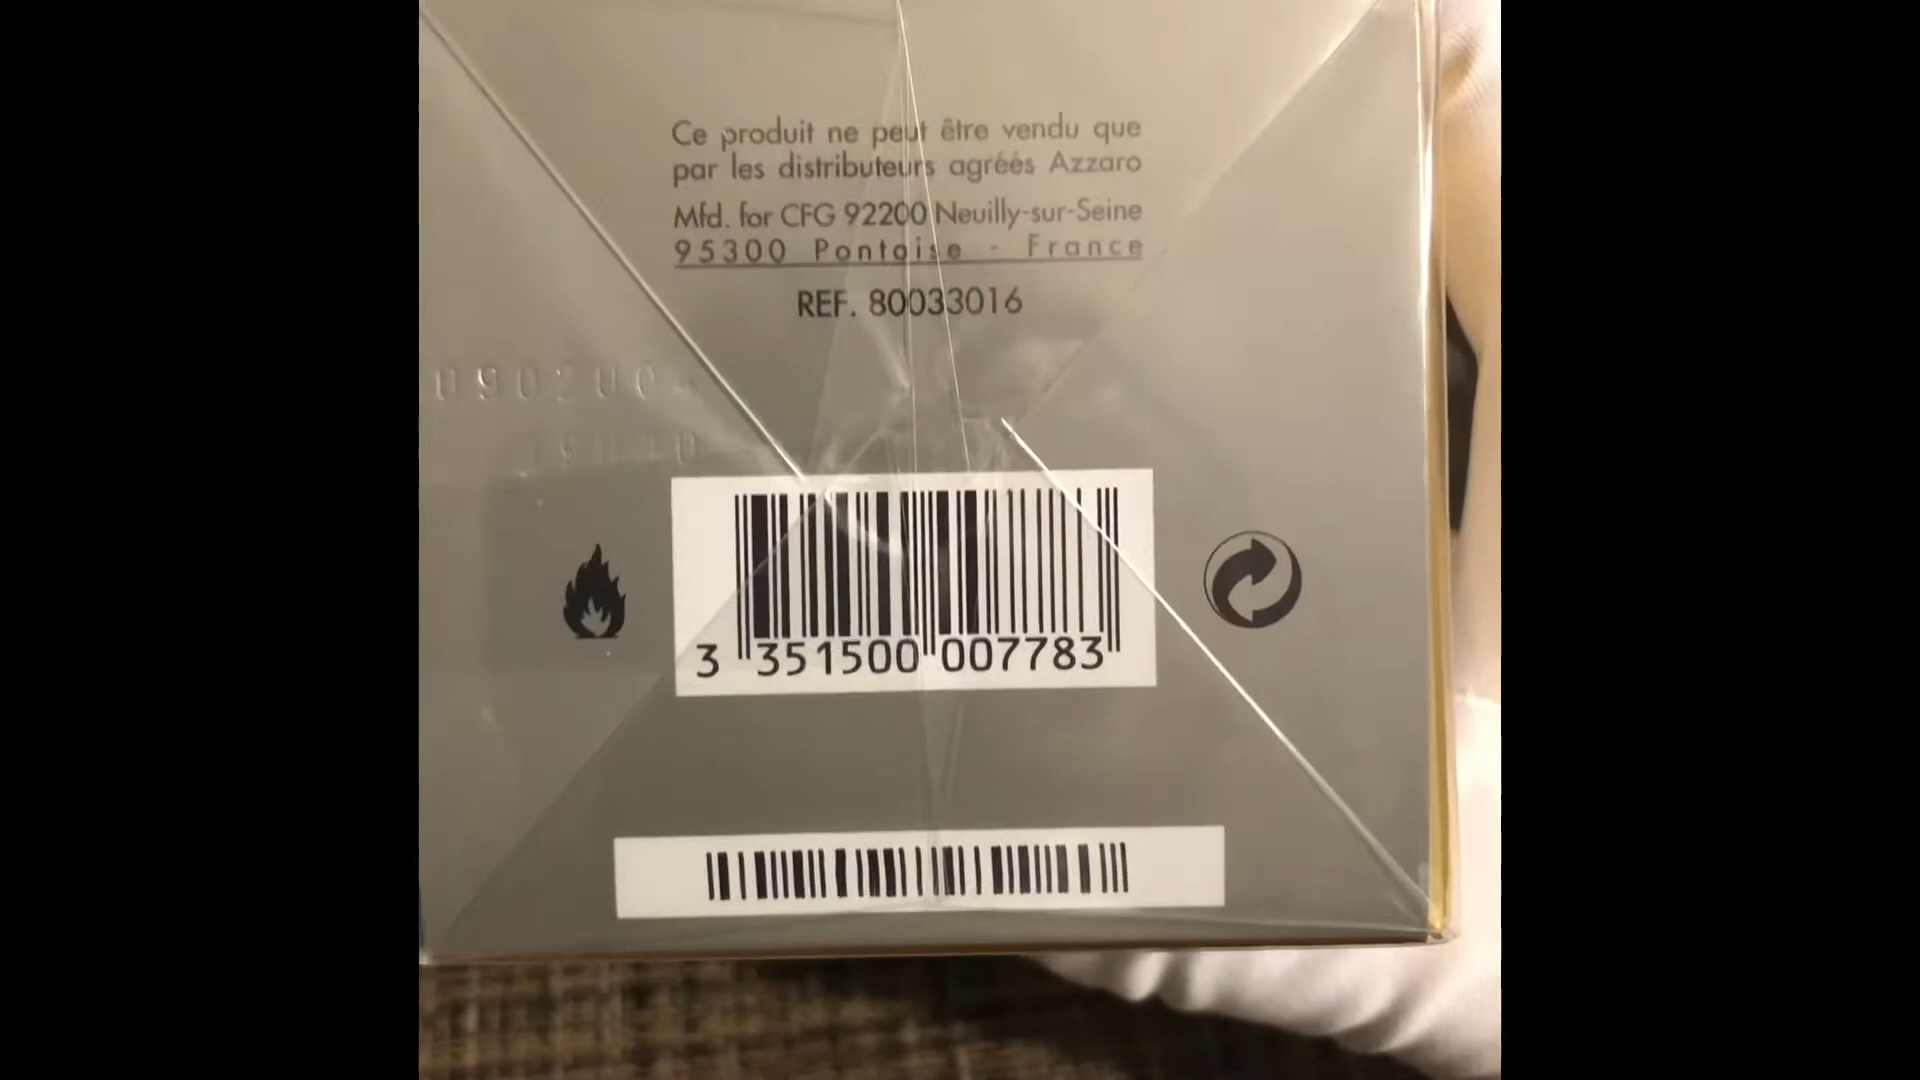 Ce produit ne peut être vendu que
par les distributeurs agréés Azzaro
Mfd. for CFG 92200 Neuilly-sur-Seine
95300 Pontoise - France
REF. 80033016
3 351500 007783